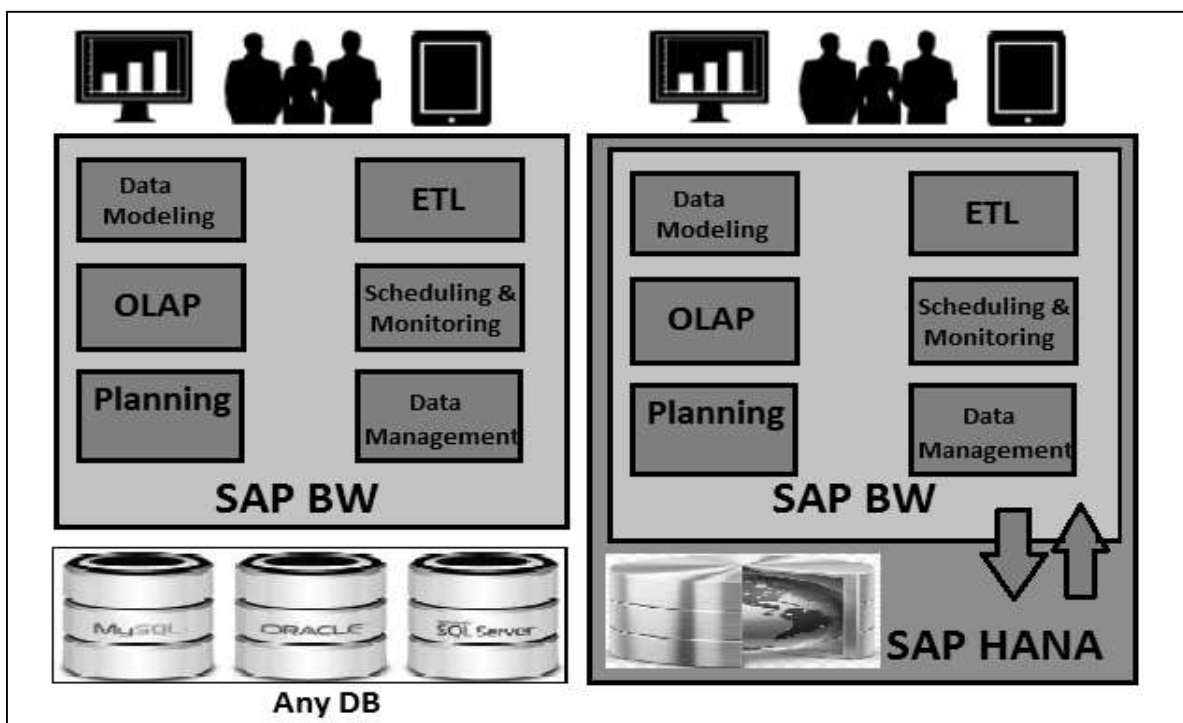 Data
Modeling
ETL
OLAP
Scheduling &
Monitoring
Planning
Data
Management
SAP BW
MySQL
ORACLE
SQL Server
Any DB
Data
Modeling
ETL
OLAP
Scheduling &
Monitoring
Planning
Data
Management
SAP BW
SAP HANA